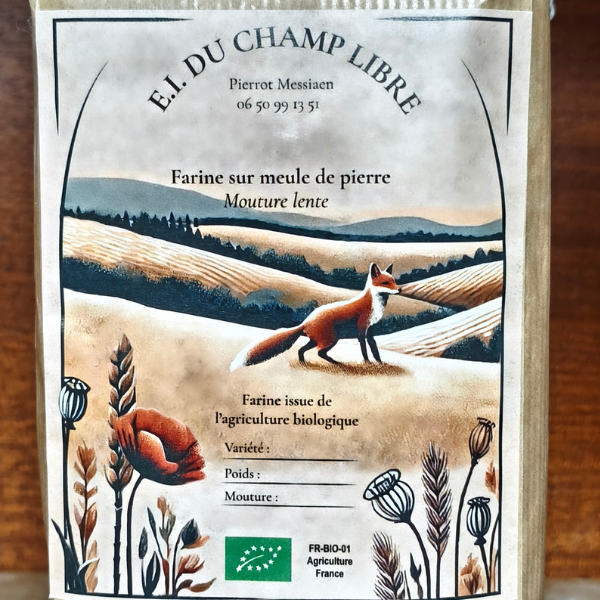 E.I. DU CHAMP LIBRE
Pierrot Messiaen
06 50 99 13 51
Farine sur meule de pierre
Mouture lente
Farine issue de
l'agriculture biologique
Variété :
Poids :
Mouture :
FR-BIO-01
Agriculture
France